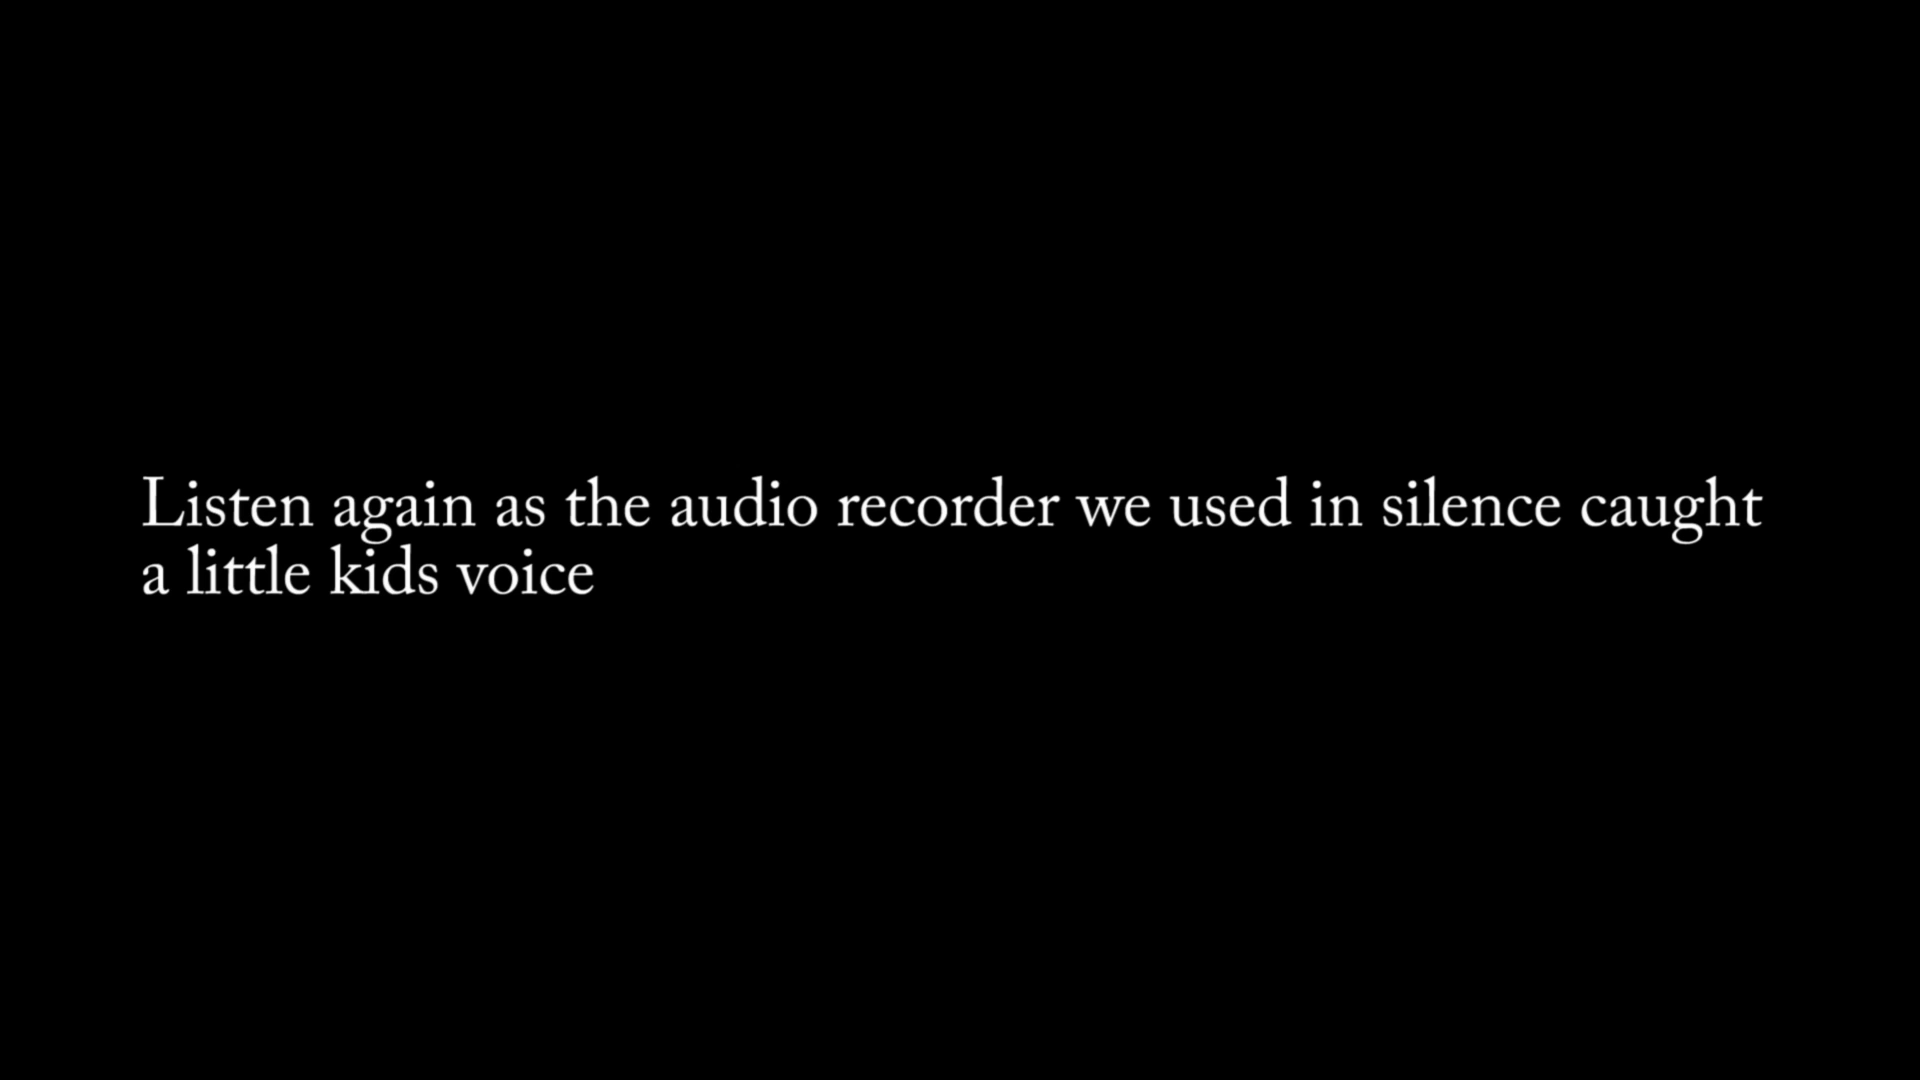 Listen again as the audio recorder we used in silence caught
a little kids voice